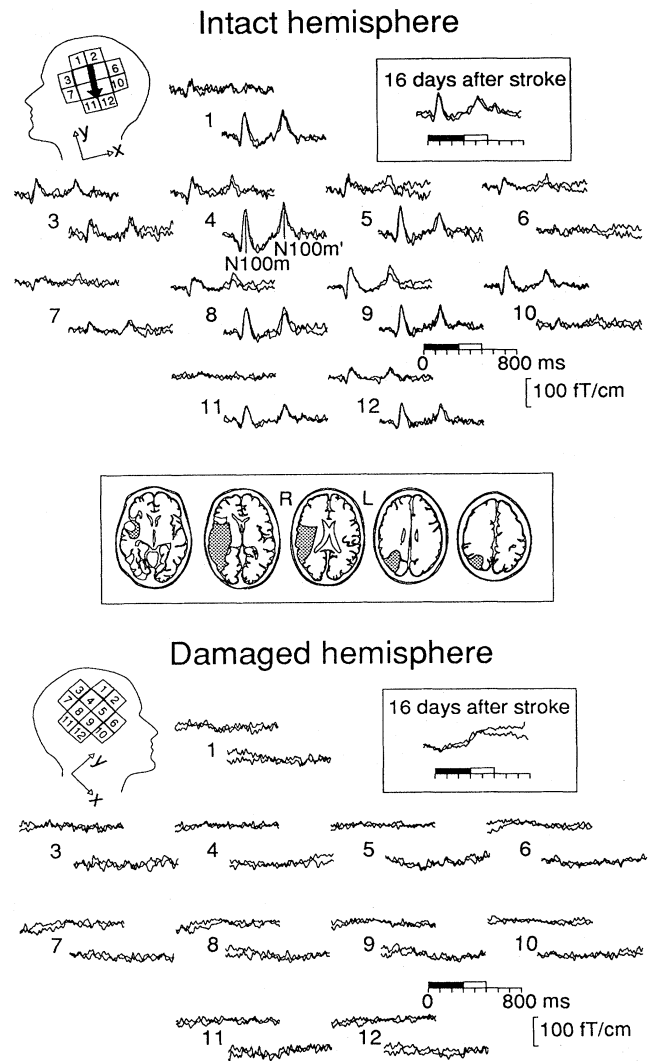 Intact hemisphere
1 2
3 6
7 10
11 12
y
x
1
16 days after stroke
3 4 5 6
N100m N100m'
7 8 9 10
0 800 ms
100 fT/cm
11 12
R L
Damaged hemisphere
3 1
7 4 2
8 5
11 9 6
12 10
y
x
1
16 days after stroke
3 4 5 6
7 8 9 10
0 800 ms
100 fT/cm
11 12